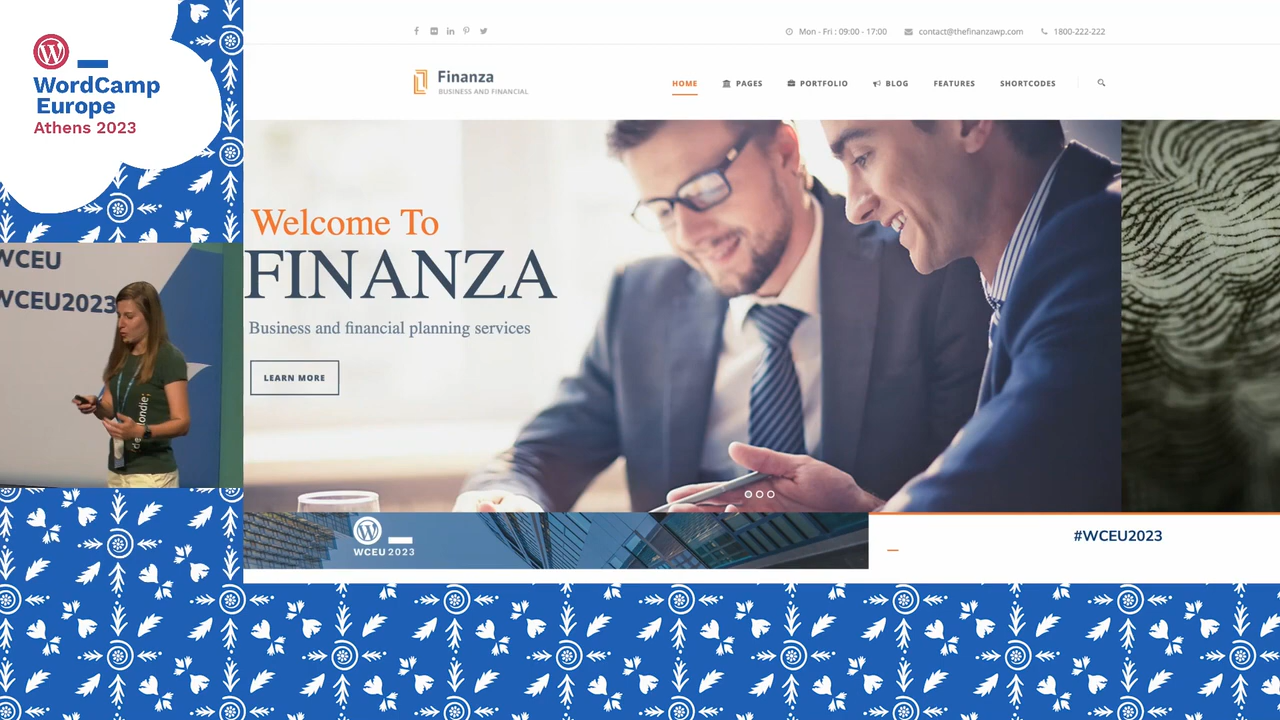 WordCamp
Europe
Athens 2023
WCEU
WCEU2023
Mon - Fri : 09:00 - 17:00
contact@thefinanzawp.com
1800-222-222
Finanza
BUSINESS AND FINANCIAL
HOME
PAGES
PORTFOLIO
BLOG
FEATURES
SHORTCODES
Welcome To
FINANZA
Business and financial planning services
LEARN MORE
WCEU 2023
#WCEU2023